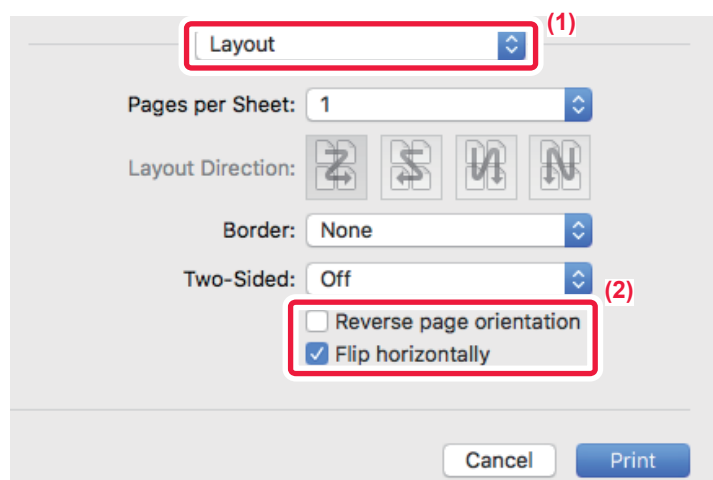 (1)
Layout
Pages per Sheet: 1
Layout Direction:
Border: None
Two-Sided: Off
(2)
Reverse page orientation
Flip horizontally
Cancel Print